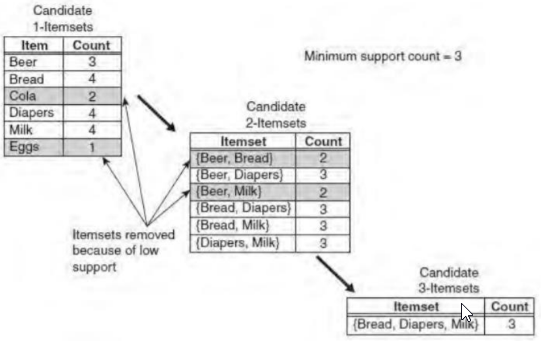 Candidate
1-Itemsets
Item Count
Beer 3
Bread 4
Cola 2
Diapers 4
Milk 4
Eggs 1
Minimum support count = 3
Candidate
2-Itemsets
Itemset Count
{Beer, Bread} 2
{Beer, Diapers} 3
{Beer, Milk} 2
{Bread, Diapers} 3
{Bread, Milk} 3
{Diapers, Milk} 3
Itemsets removed
because of low
support
Candidate
3-Itemsets
Itemset Count
{Bread, Diapers, Milk} 3